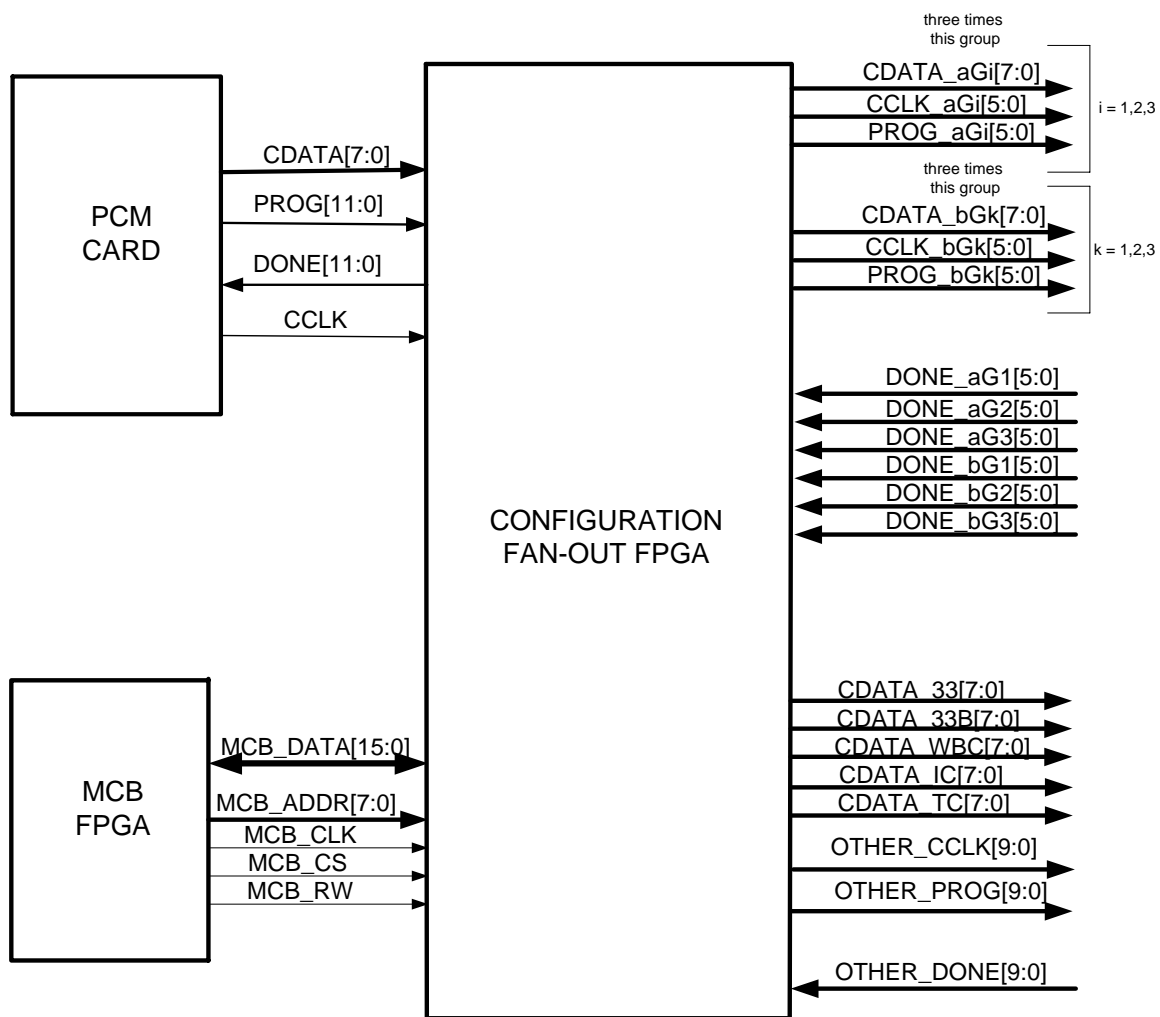 three times
this group
CDATA_aGi[7:0]
CCLK_aGi[5:0]
PROG_aGi[5:0]
i = 1,2,3
three times
this group
CDATA_bGk[7:0]
CCLK_bGk[5:0]
PROG_bGk[5:0]
k = 1,2,3
PCM
CARD
CDATA[7:0]
PROG[11:0]
DONE[11:0]
CCLK
DONE_aG1[5:0]
DONE_aG2[5:0]
DONE_aG3[5:0]
DONE_bG1[5:0]
DONE_bG2[5:0]
DONE_bG3[5:0]
CONFIGURATION
FAN-OUT FPGA
MCB
FPGA
MCB_DATA[15:0]
MCB_ADDR[7:0]
MCB_CLK
MCB_CS
MCB_RW
CDATA_33[7:0]
CDATA_33B[7:0]
CDATA_WBC[7:0]
CDATA_IC[7:0]
CDATA_TC[7:0]
OTHER_CCLK[9:0]
OTHER_PROG[9:0]
OTHER_DONE[9:0]